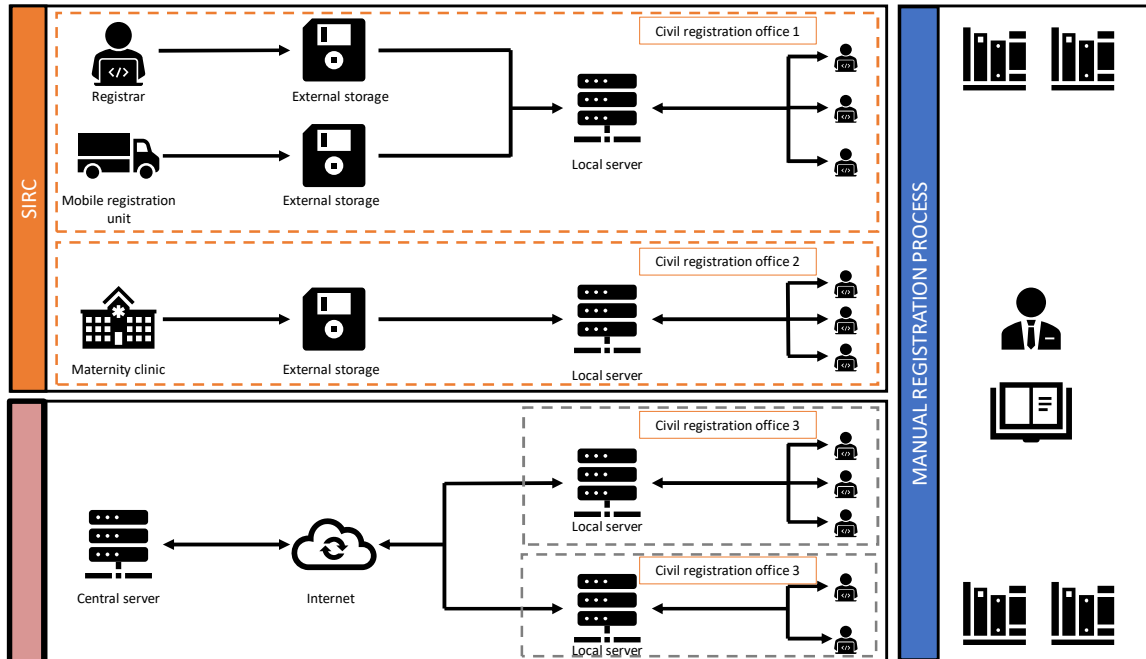 SIRC
Civil registration office 1
Registrar
External storage
Local server
Mobile registration
unit
External storage
Civil registration office 2
Maternity clinic
External storage
Local server
Civil registration office 3
Local server
Central server
Internet
Civil registration office 3
Local server
MANUAL REGISTRATION PROCESS